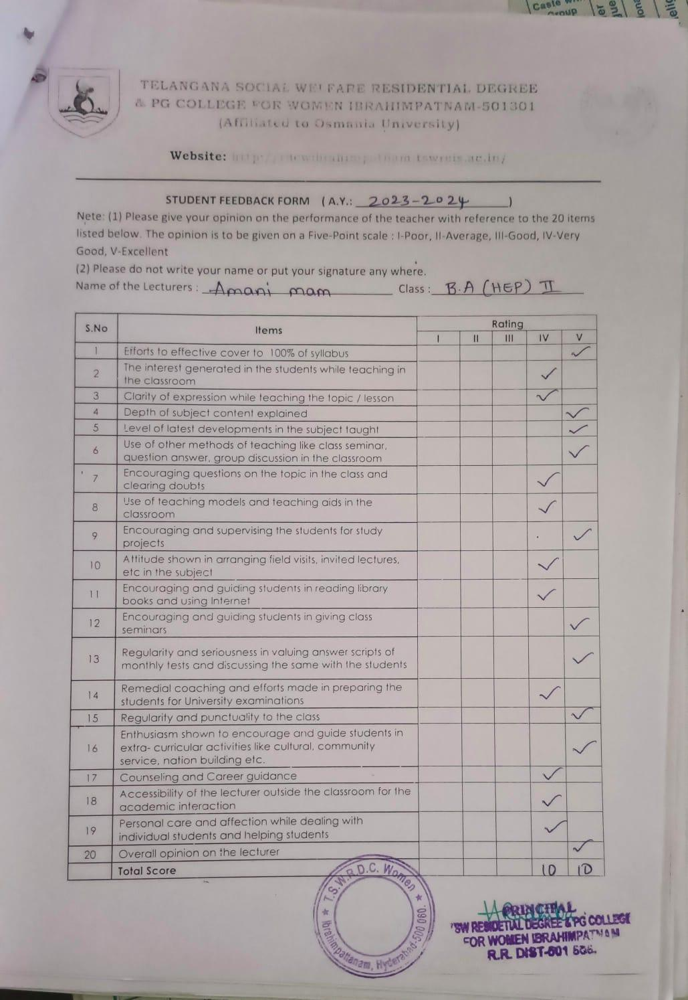 Caste
Group
TELANGANA SOCIAL WELFARE RESIDENTIAL DEGREE
& PG COLLEGE FOR WOMEN IBRAHIMPATNAM-501301
(Affiliated to Osmania University)
Website:
STUDENT FEEDBACK FORM ( A.Y.: 2023-2024 )
Note: (1) Please give your opinion on the performance of the teacher with reference to the 20 items
listed below. The opinion is to be given on a Five-Point scale : I-Poor, II-Average, III-Good, IV-Very
Good, V-Excellent
(2) Please do not write your name or put your signature any where.
Name of the Lecturers : Amani mam Class : B.A (HEP) II
S.No Items Rating
I II III IV V
1 Efforts to effective cover to 100% of syllabus ✓
2 The interest generated in the students while teaching in
the classroom ✓
3 Clarity of expression while teaching the topic / lesson ✓
4 Depth of subject content explained ✓
5 Level of latest developments in the subject taught ✓
6 Use of other methods of teaching like class seminar,
question answer, group discussion in the classroom ✓
7 Encouraging questions on the topic in the class and
clearing doubts ✓
8 Use of teaching models and teaching aids in the
classroom ✓
9 Encouraging and supervising the students for study
projects ✓
10 Attitude shown in arranging field visits, invited lectures,
etc in the subject ✓
11 Encouraging and guiding students in reading library
books and using Internet ✓
12 Encouraging and guiding students in giving class
seminars ✓
13 Regularity and seriousness in valuing answer scripts of
monthly tests and discussing the same with the students ✓
14 Remedial coaching and efforts made in preparing the
students for University examinations ✓
15 Regularity and punctuality to the class ✓
16 Enthusiasm shown to encourage and guide students in
extra- curricular activities like cultural, community
service, nation building etc. ✓
17 Counseling and Career guidance ✓
18 Accessibility of the lecturer outside the classroom for the
academic interaction ✓
19 Personal care and affection while dealing with
individual students and helping students ✓
20 Overall opinion on the lecturer ✓
Total Score 10 10
★ T.S.W.R.D.C. Women ★
Ibrahimpattanam, Hyderabad-500 060.
PRINCIPAL
TSW RESIDETIAL DEGREE & PG COLLEGE
FOR WOMEN IBRAHIMPATNAM
R.R. DIST-501 506.